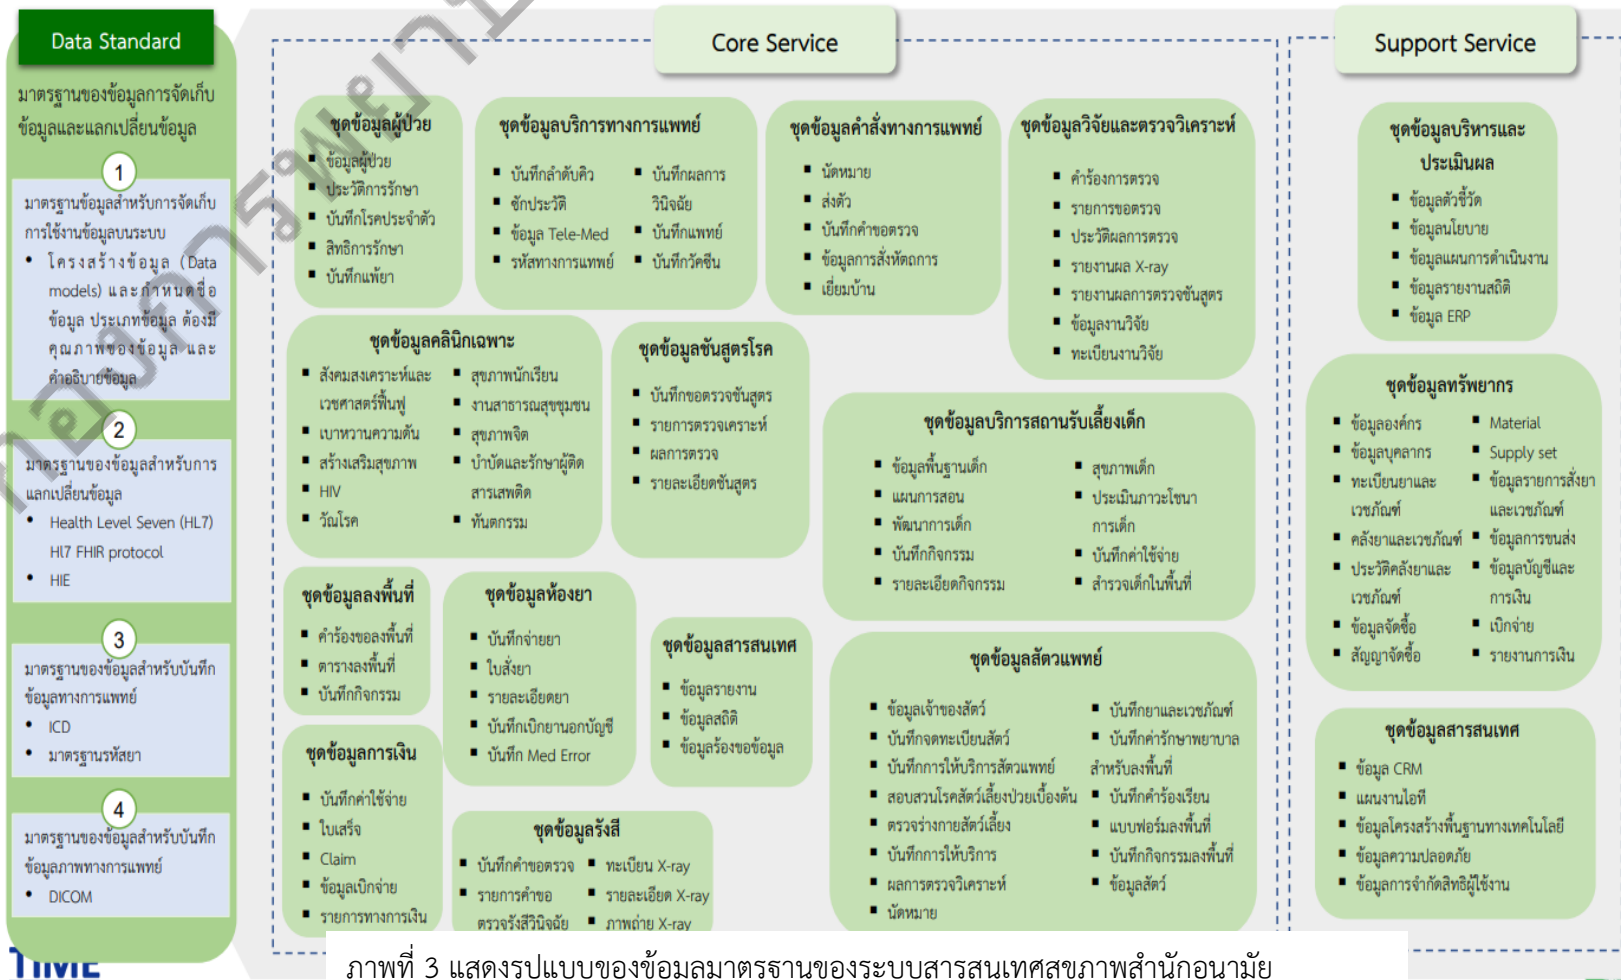 Data Standard
มาตรฐานของข้อมูลการจัดเก็บ
ข้อมูลและแลกเปลี่ยนข้อมูล
1
มาตรฐานข้อมูลสำหรับการจัดเก็บ
การใช้งานข้อมูลบนระบบ
• โครงสร้างข้อมูล (Data
models) และกำหนดชื่อ
ข้อมูล ประเภทข้อมูล ต้องมี
คุณภาพของข้อมูล และ
คำอธิบายข้อมูล
2
มาตรฐานของข้อมูลสำหรับการ
แลกเปลี่ยนข้อมูล
• Health Level Seven (HL7)
Hl7 FHIR protocol
• HIE
3
มาตรฐานของข้อมูลสำหรับบันทึก
ข้อมูลทางการแพทย์
• ICD
• มาตรฐานรหัสยา
4
มาตรฐานของข้อมูลสำหรับบันทึก
ข้อมูลภาพทางการแพทย์
• DICOM
TIME
Core Service
ชุดข้อมูลผู้ป่วย
▪ ข้อมูลผู้ป่วย
▪ ประวัติการรักษา
▪ บันทึกโรคประจำตัว
▪ สิทธิการรักษา
▪ บันทึกแพ้ยา
ชุดข้อมูลบริการทางการแพทย์
▪ บันทึกลำดับคิว
▪ ซักประวัติ
▪ ข้อมูล Tele-Med
▪ รหัสทางการแทพย์
▪ บันทึกผลการ
วินิจฉัย
▪ บันทึกแพทย์
▪ บันทึกวัคซีน
ชุดข้อมูลคำสั่งทางการแพทย์
▪ นัดหมาย
▪ ส่งตัว
▪ บันทึกคำขอตรวจ
▪ ข้อมูลการสั่งหัตถการ
▪ เยี่ยมบ้าน
ชุดข้อมูลวิจัยและตรวจวิเคราะห์
▪ คำร้องการตรวจ
▪ รายการขอตรวจ
▪ ประวัติผลการตรวจ
▪ รายงานผล X-ray
▪ รายงานผลการตรวจชันสูตร
▪ ข้อมูลงานวิจัย
▪ ทะเบียนงานวิจัย
ชุดข้อมูลคลินิกเฉพาะ
▪ สังคมสงเคราะห์และ
เวชศาสตร์ฟื้นฟู
▪ เบาหวานความดัน
▪ สร้างเสริมสุขภาพ
▪ HIV
▪ วัณโรค
▪ สุขภาพนักเรียน
▪ งานสาธารณสุขชุมชน
▪ สุขภาพจิต
▪ บำบัดและรักษาผู้ติด
สารเสพติด
▪ ทันตกรรม
ชุดข้อมูลชันสูตรโรค
▪ บันทึกขอตรวจชันสูตร
▪ รายการตรวจเคราะห์
▪ ผลการตรวจ
▪ รายละเอียดชันสูตร
ชุดข้อมูลบริการสถานรับเลี้ยงเด็ก
▪ ข้อมูลพื้นฐานเด็ก
▪ แผนการสอน
▪ พัฒนาการเด็ก
▪ บันทึกกิจกรรม
▪ รายละเอียดกิจกรรม
▪ สุขภาพเด็ก
▪ ประเมินภาวะโชนา
การเด็ก
▪ บันทึกค่าใช้จ่าย
▪ สำรวจเด็กในพื้นที่
ชุดข้อมูลลงพื้นที่
▪ คำร้องขอลงพื้นที่
▪ ตารางลงพื้นที่
▪ บันทึกกิจกรรม
ชุดข้อมูลห้องยา
▪ บันทึกจ่ายยา
▪ ใบสั่งยา
▪ รายละเอียดยา
▪ บันทึกเบิกยานอกบัญชี
▪ บันทึก Med Error
ชุดข้อมูลสารสนเทศ
▪ ข้อมูลรายงาน
▪ ข้อมูลสถิติ
▪ ข้อมูลร้องขอข้อมูล
ชุดข้อมูลสัตวแพทย์
▪ ข้อมูลเจ้าของสัตว์
▪ บันทึกจดทะเบียนสัตว์
▪ บันทึกการให้บริการสัตวแพทย์
▪ สอบสวนโรคสัตว์เลี้ยงป่วยเบื้องต้น
▪ ตรวจร่างกายสัตว์เลี้ยง
▪ บันทึกการให้บริการ
▪ ผลการตรวจวิเคราะห์
▪ นัดหมาย
▪ บันทึกยาและเวชภัณฑ์
▪ บันทึกค่ารักษาพยาบาล
สำหรับลงพื้นที่
▪ บันทึกคำร้องเรียน
▪ แบบฟอร์มลงพื้นที่
▪ บันทึกกิจกรรมลงพื้นที่
▪ ข้อมูลสัตว์
ชุดข้อมูลการเงิน
▪ บันทึกค่าใช้จ่าย
▪ ใบเสร็จ
▪ Claim
▪ ข้อมูลเบิกจ่าย
▪ รายการทางการเงิน
ชุดข้อมูลรังสี
▪ บันทึกคำขอตรวจ
▪ รายการคำขอ
ตรวจรังสีวินิจฉัย
▪ ทะเบียน X-ray
▪ รายละเอียด X-ray
▪ ภาพถ่าย X-ray
Support Service
ชุดข้อมูลบริหารและ
ประเมินผล
▪ ข้อมูลตัวชี้วัด
▪ ข้อมูลนโยบาย
▪ ข้อมูลแผนการดำเนินงาน
▪ ข้อมูลรายงานสถิติ
▪ ข้อมูล ERP
ชุดข้อมูลทรัพยากร
▪ ข้อมูลองค์กร
▪ ข้อมูลบุคลากร
▪ ทะเบียนยาและ
เวชภัณฑ์
▪ คลังยาและเวชภัณฑ์
▪ ประวัติคลังยาและ
เวชภัณฑ์
▪ ข้อมูลจัดซื้อ
▪ สัญญาจัดซื้อ
▪ Material
▪ Supply set
▪ ข้อมูลรายการสั่งยา
และเวชภัณฑ์
▪ ข้อมูลการขนส่ง
▪ ข้อมูลบัญชีและ
การเงิน
▪ เบิกจ่าย
▪ รายงานการเงิน
ชุดข้อมูลสารสนเทศ
▪ ข้อมูล CRM
▪ แผนงานไอที
▪ ข้อมูลโครงสร้างพื้นฐานทางเทคโนโลยี
▪ ข้อมูลความปลอดภัย
▪ ข้อมูลการจำกัดสิทธิผู้ใช้งาน
ภาพที่ 3 แสดงรูปแบบของข้อมูลมาตรฐานของระบบสารสนเทศสุขภาพสำนักอนามัย